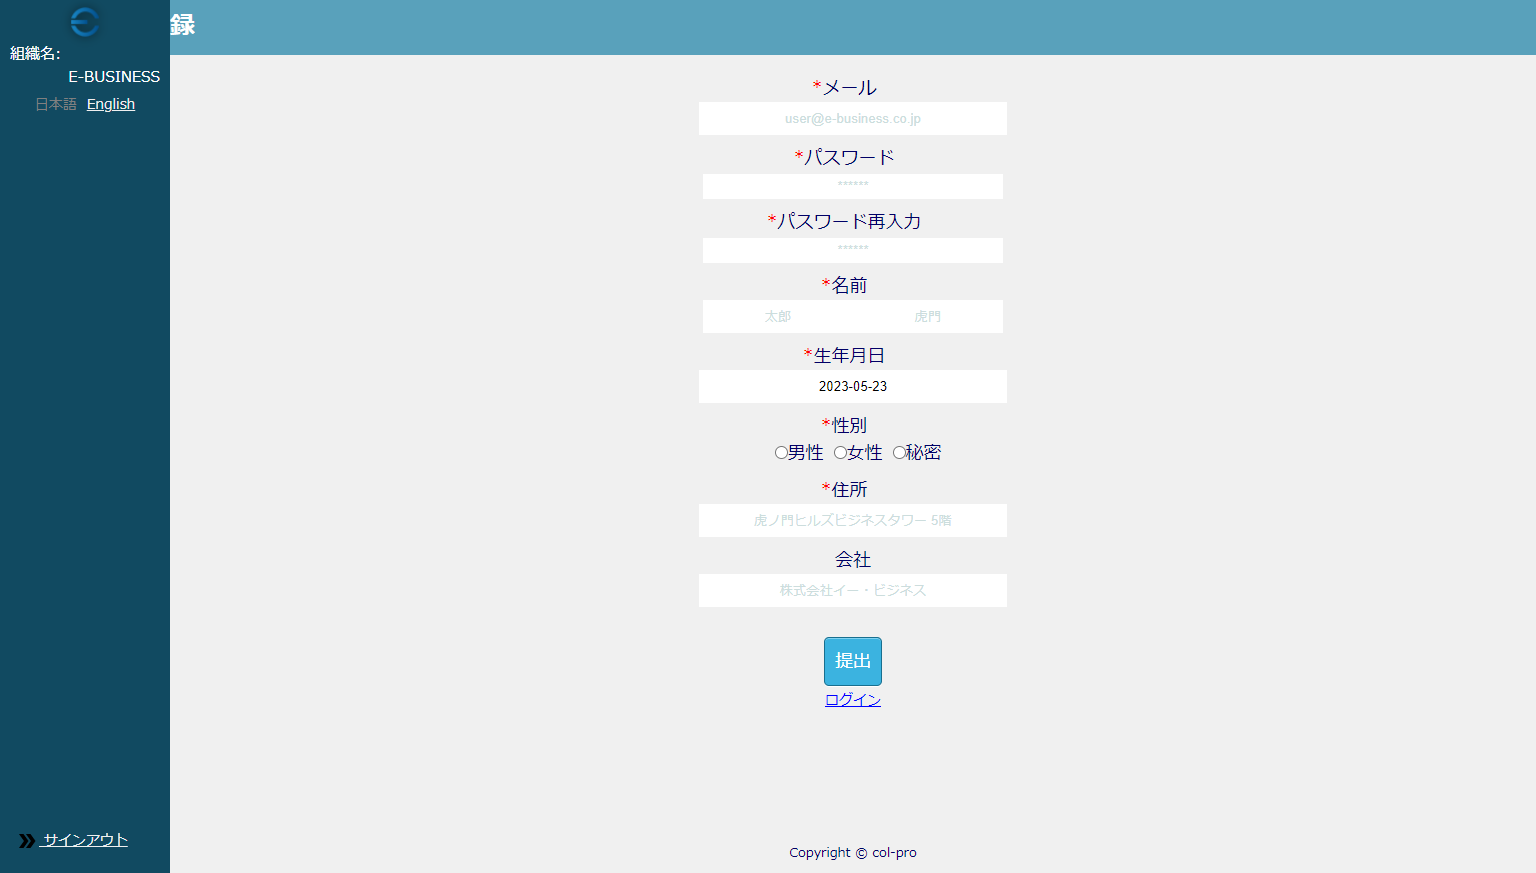 録
組織名:
E-BUSINESS
日本語 English
*メール
user@e-business.co.jp
*パスワード
******
*パスワード再入力
******
*名前
太郎 虎門
*生年月日
2023-05-23
*性別
男性 女性 秘密
*住所
虎ノ門ヒルズビジネスタワー 5階
会社
株式会社イー・ビジネス
提出
ログイン
サインアウト
Copyright © col-pro